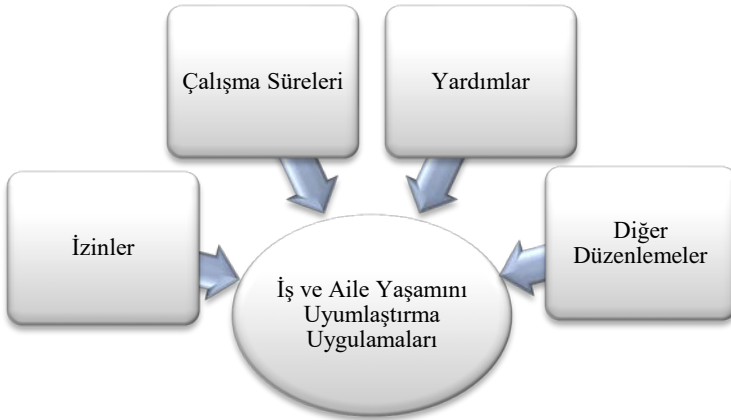 Çalışma Süreleri
Yardımlar
İzinler
Diğer
Düzenlemeler
İş ve Aile Yaşamını
Uyumlaştırma
Uygulamaları